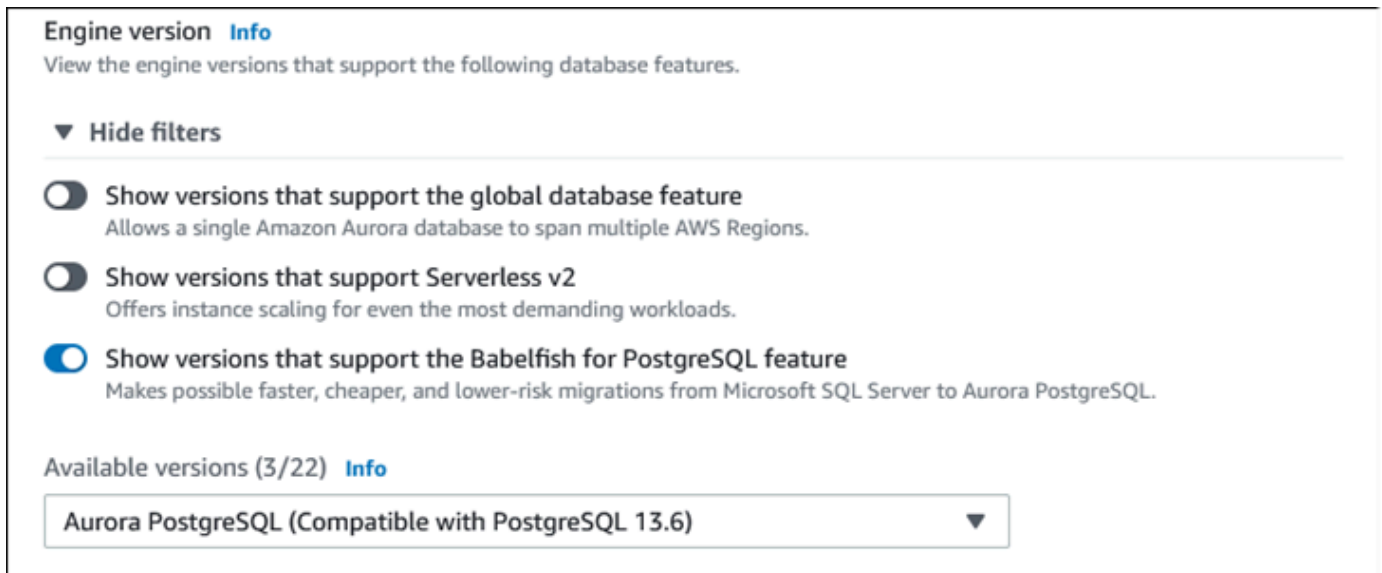 Engine version Info
View the engine versions that support the following database features.
Hide filters
Show versions that support the global database feature
Allows a single Amazon Aurora database to span multiple AWS Regions.
Show versions that support Serverless v2
Offers instance scaling for even the most demanding workloads.
Show versions that support the Babelfish for PostgreSQL feature
Makes possible faster, cheaper, and lower-risk migrations from Microsoft SQL Server to Aurora PostgreSQL.
Available versions (3/22) Info
Aurora PostgreSQL (Compatible with PostgreSQL 13.6)